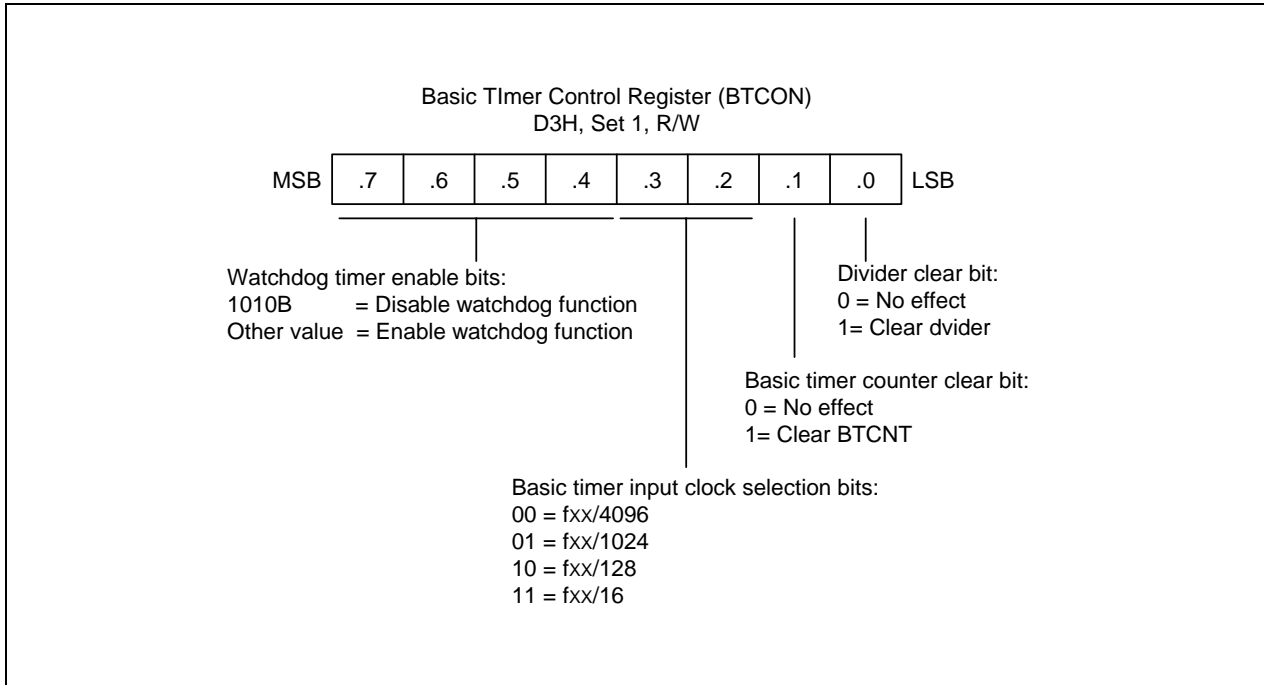 Basic TImer Control Register (BTCON)
D3H, Set 1, R/W
MSB .7 .6 .5 .4 .3 .2 .1 .0 LSB
Watchdog timer enable bits:
1010B = Disable watchdog function
Other value = Enable watchdog function
Divider clear bit:
0 = No effect
1= Clear dvider
Basic timer counter clear bit:
0 = No effect
1= Clear BTCNT
Basic timer input clock selection bits:
00 = fxx/4096
01 = fxx/1024
10 = fxx/128
11 = fxx/16